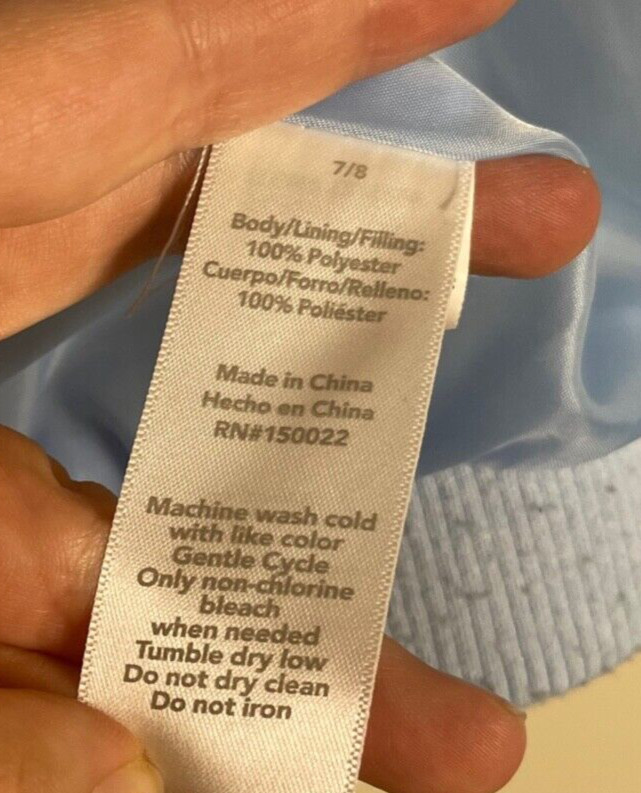 7/8
Body/Lining/Filling:
100% Polyester
Cuerpo/Forro/Relleno:
100% Poliéster
Made in China
Hecho en China
RN#150022
Machine wash cold
with like color
Gentle Cycle
Only non-chlorine
bleach
when needed
Tumble dry low
Do not dry clean
Do not iron